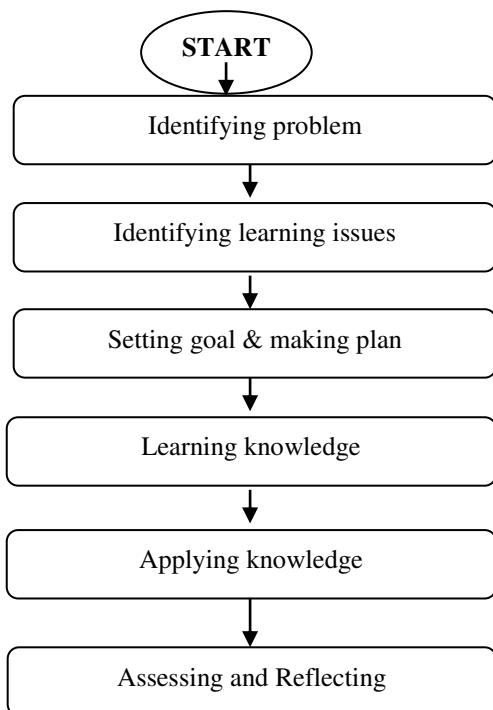 START
Identifying problem
Identifying learning issues
Setting goal & making plan
Learning knowledge
Applying knowledge
Assessing and Reflecting